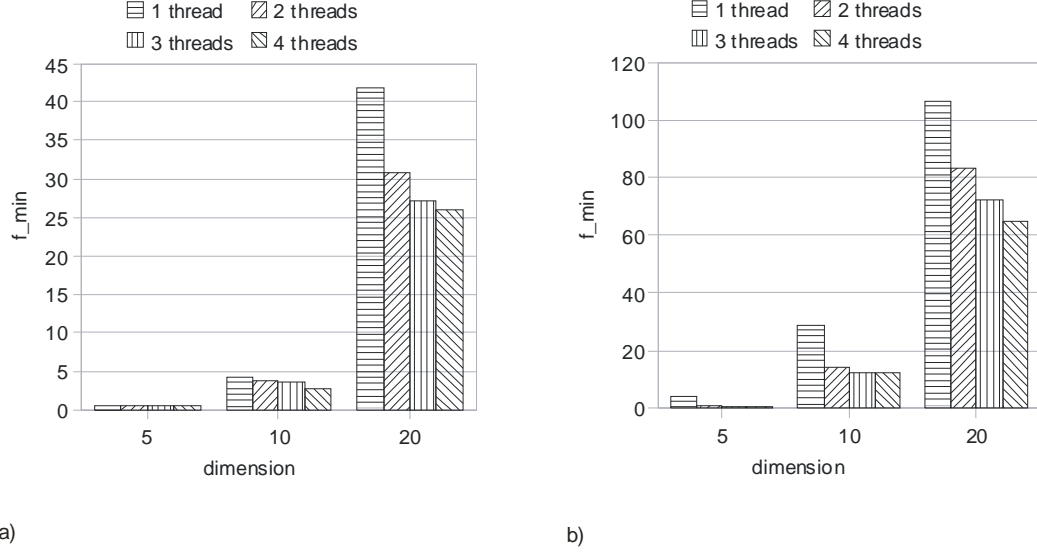 1 thread 2 threads
3 threads 4 threads
45
40
35
30
25
20
15
10
5
0
f_min
5 10 20
dimension
a)
1 thread 2 threads
3 threads 4 threads
120
100
80
60
40
20
0
f_min
5 10 20
dimension
b)